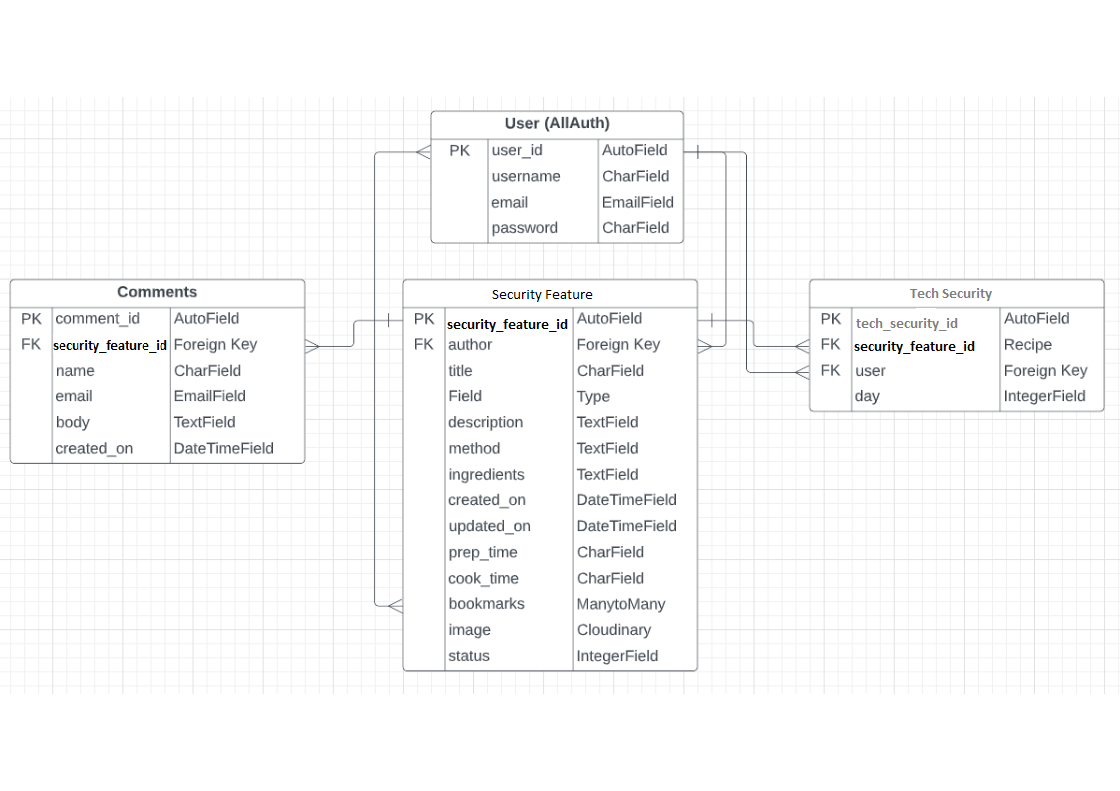 User (AllAuth)
PK user_id AutoField
username CharField
email EmailField
password CharField
Comments
PK comment_id AutoField
FK security_feature_id Foreign Key
name CharField
email EmailField
body TextField
created_on DateTimeField
Security Feature
PK security_feature_id AutoField
FK author Foreign Key
title CharField
Field Type
description TextField
method TextField
ingredients TextField
created_on DateTimeField
updated_on DateTimeField
prep_time CharField
cook_time CharField
bookmarks ManytoMany
image Cloudinary
status IntegerField
Tech Security
PK tech_security_id AutoField
FK security_feature_id Recipe
FK user Foreign Key
day IntegerField